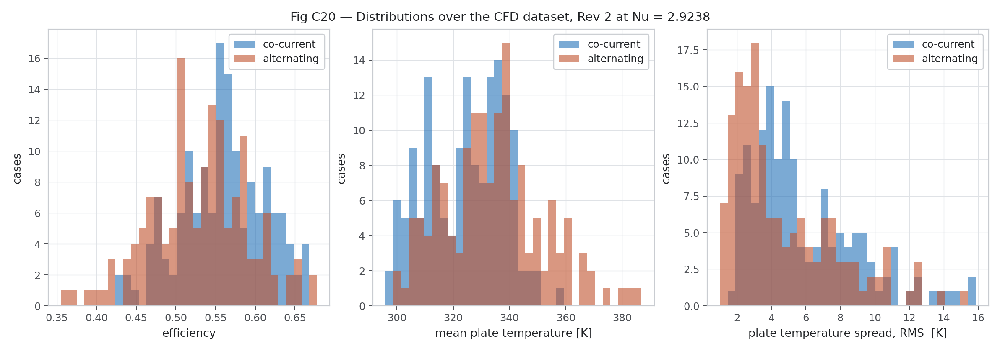 Fig C20 — Distributions over the CFD dataset, Rev 2 at Nu = 2.9238
cases
0
2
4
6
8
10
12
14
16
0.35 0.40 0.45 0.50 0.55 0.60 0.65
efficiency
co-current
alternating
cases
0
2
4
6
8
10
12
14
300 320 340 360 380
mean plate temperature [K]
co-current
alternating
cases
0.0
2.5
5.0
7.5
10.0
12.5
15.0
17.5
2 4 6 8 10 12 14 16
plate temperature spread, RMS  [K]
co-current
alternating